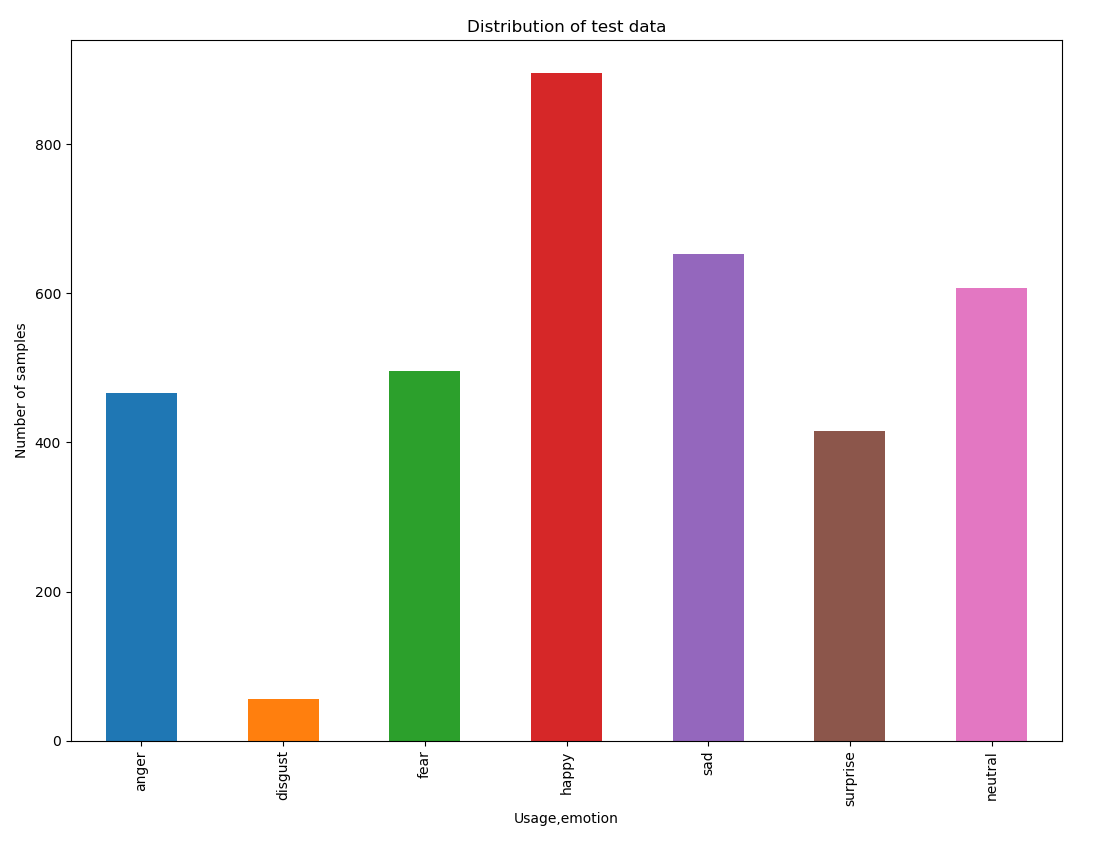 Distribution of test data
Number of samples
800
600
400
200
0
anger
disgust
fear
happy
sad
surprise
neutral
Usage,emotion